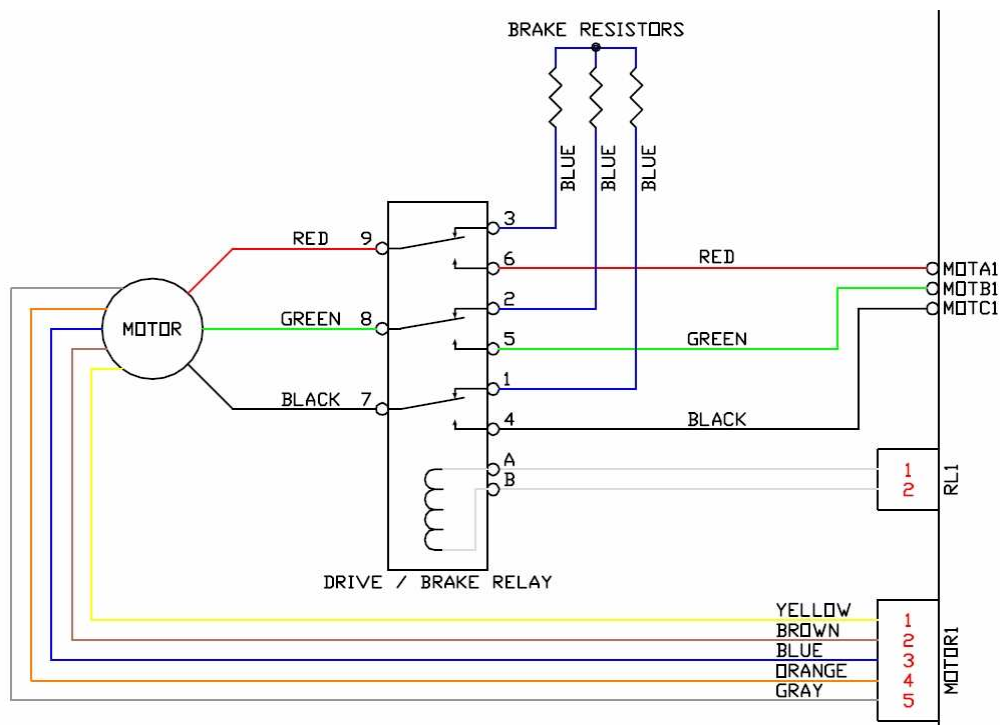 BRAKE RESISTORS
BLUE
BLUE
BLUE
3
RED 9
RED
6
MOTA1
MOTB1
2
MOTC1
GREEN 8
MOTOR
5
GREEN
1
BLACK 7
4
BLACK
A
1
B
2
RL1
DRIVE / BRAKE RELAY
YELLOW 1
BROWN 2
BLUE 3
ORANGE 4
GRAY 5
MOTOR1